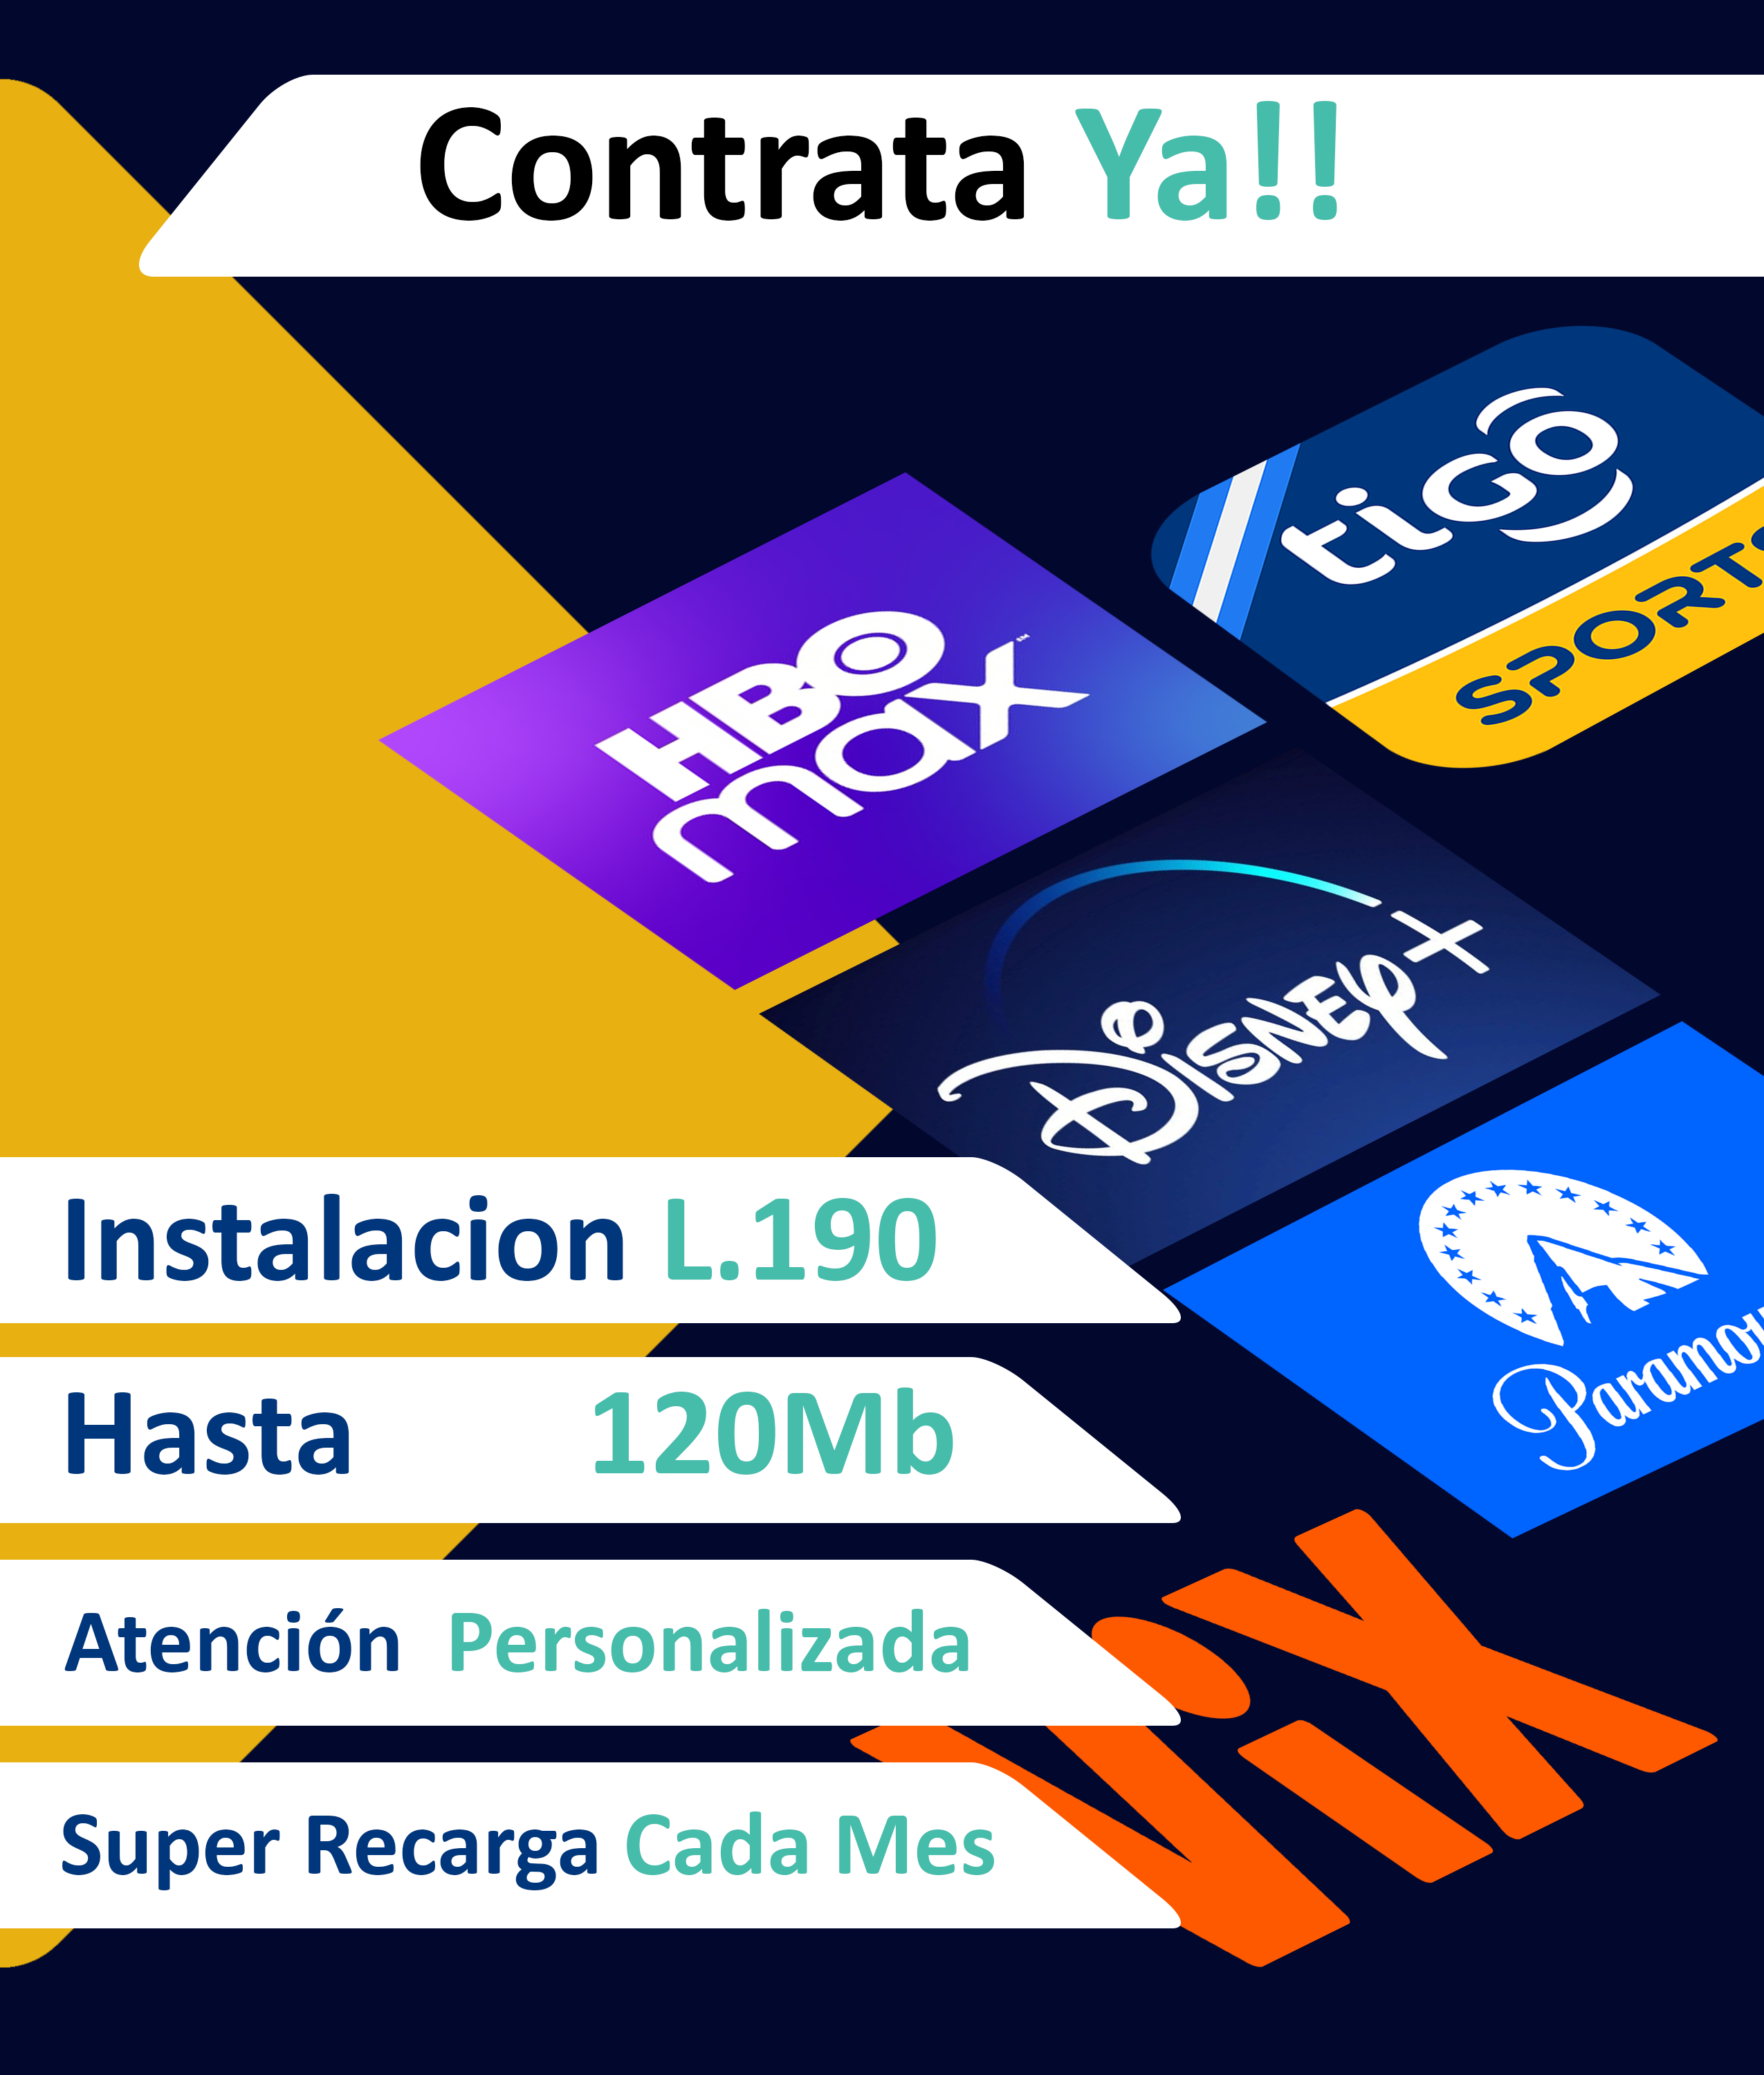 Contrata Ya!!
tigo
SPORTS
HBO
max
Disney+
Instalacion L.190
Hasta 120Mb
Atención Personalizada
ViX
Super Recarga Cada Mes